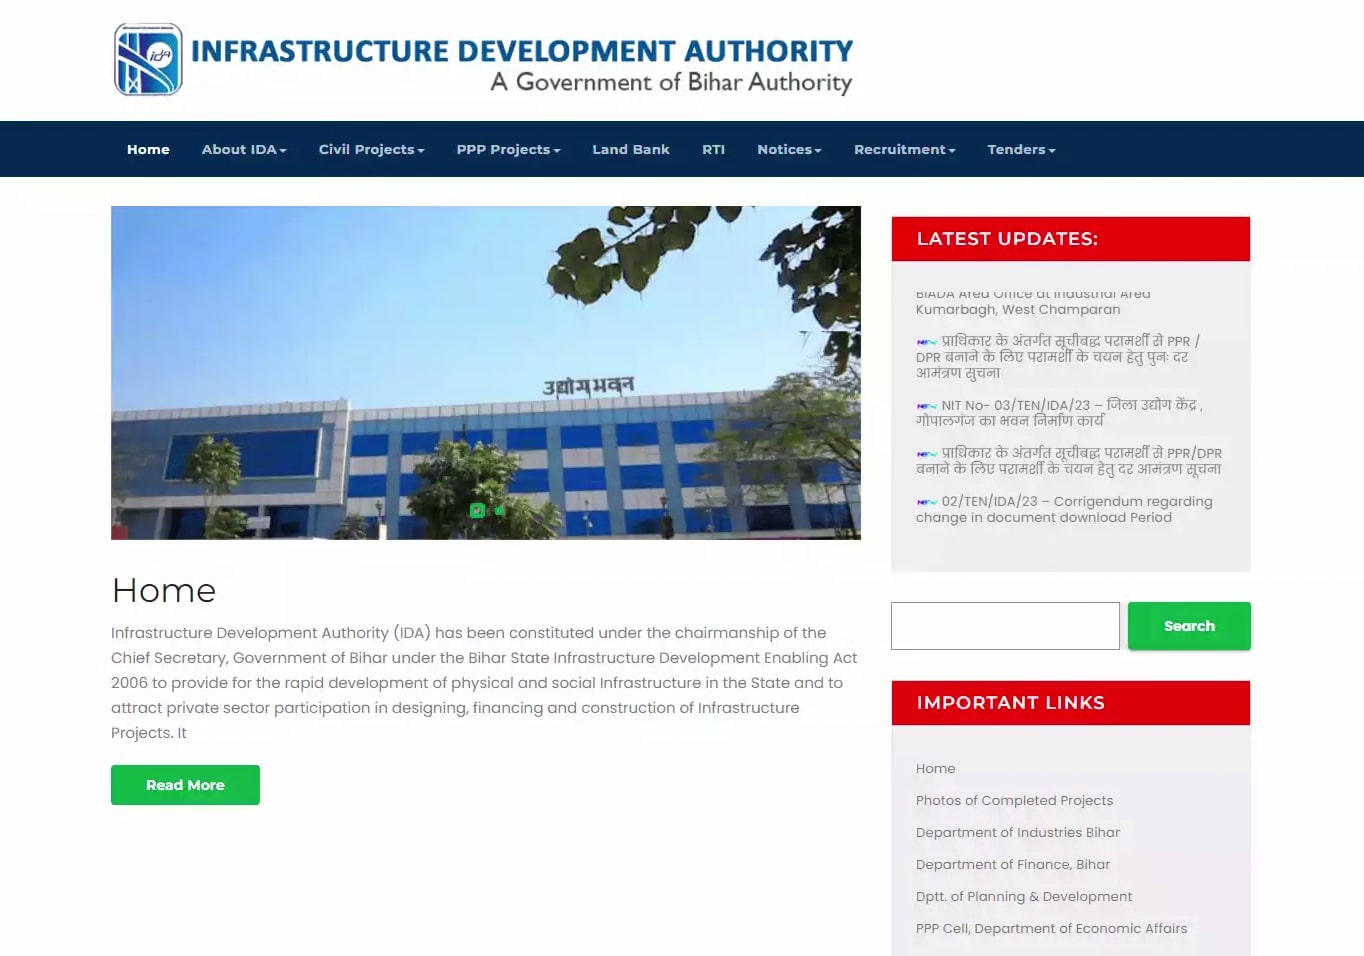 ida
INFRASTRUCTURE DEVELOPMENT AUTHORITY
A Government of Bihar Authority
Home
About IDA
Civil Projects
PPP Projects
Land Bank
RTI
Notices
Recruitment
Tenders
उद्योग भवन
Home
Infrastructure Development Authority (IDA) has been constituted under the chairmanship of the
Chief Secretary, Government of Bihar under the Bihar State Infrastructure Development Enabling Act
2006 to provide for the rapid development of physical and social Infrastructure in the State and to
attract private sector participation in designing, financing and construction of Infrastructure
Projects. It
Read More
LATEST UPDATES:
BIADA Area Office at Industrial Area
Kumarbagh, West Champaran
NEW प्राधिकार के अंतर्गत सूचीबद्ध परामर्शी से PPR /
DPR बनाने के लिए परामर्शी के चयन हेतु पुनः दर
आमंत्रण सुचना
NEW NIT No- 03/TEN/IDA/23 – जिला उद्योग केंद्र ,
गोपालगंज का भवन निर्माण कार्य
NEW प्राधिकार के अंतर्गत सूचीबद्ध परामर्शी से PPR/DPR
बनाने के लिए परामर्शी के चयन हेतु दर आमंत्रण सूचना
NEW 02/TEN/IDA/23 – Corrigendum regarding
change in document download Period
Search
IMPORTANT LINKS
Home
Photos of Completed Projects
Department of Industries Bihar
Department of Finance, Bihar
Dptt. of Planning & Development
PPP Cell, Department of Economic Affairs